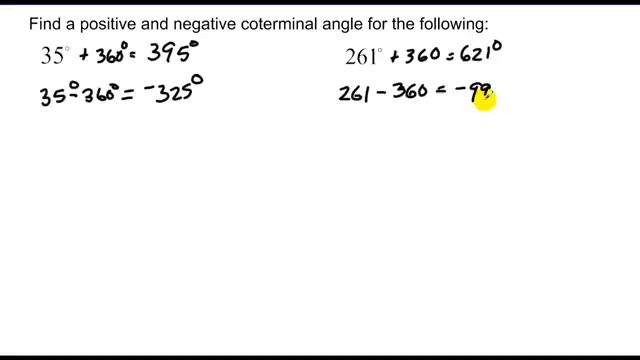 Find a positive and negative coterminal angle for the following:
35° + 360° = 395°
35° - 360° = -325°
261° + 360 = 621°
261 - 360 = -99